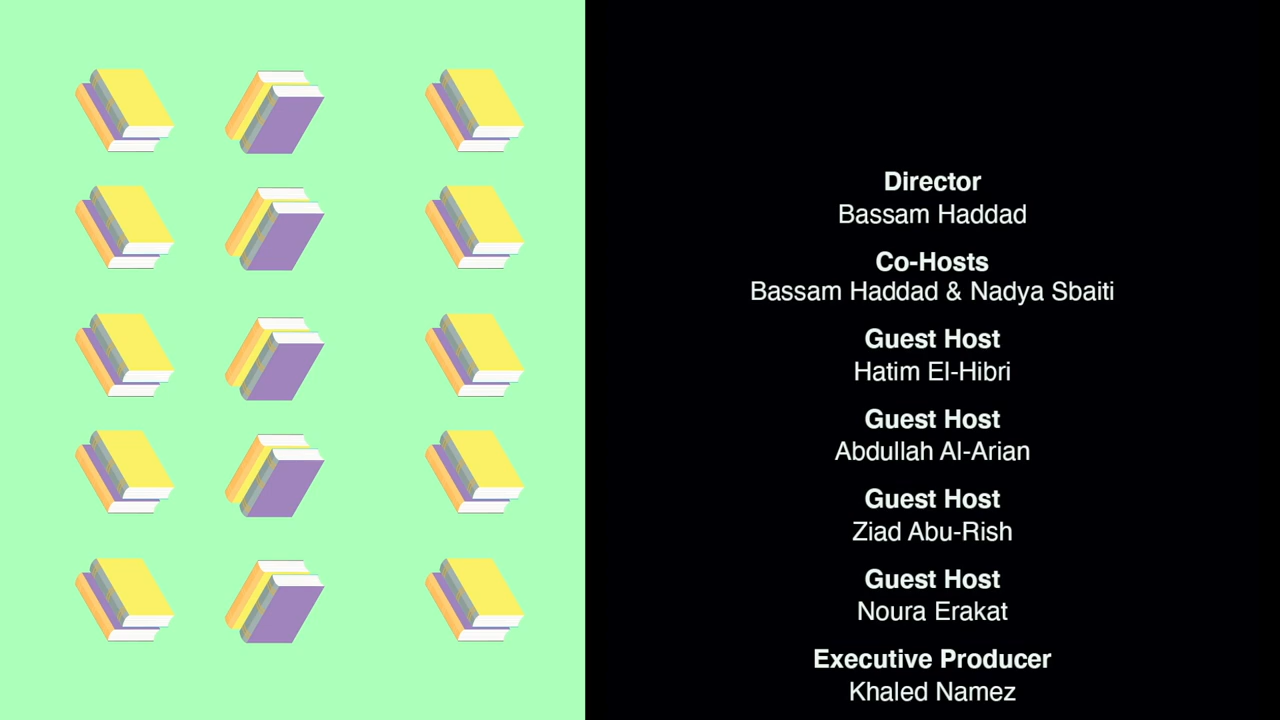 Director
Bassam Haddad
Co-Hosts
Bassam Haddad & Nadya Sbaiti
Guest Host
Hatim El-Hibri
Guest Host
Abdullah Al-Arian
Guest Host
Ziad Abu-Rish
Guest Host
Noura Erakat
Executive Producer
Khaled Namez